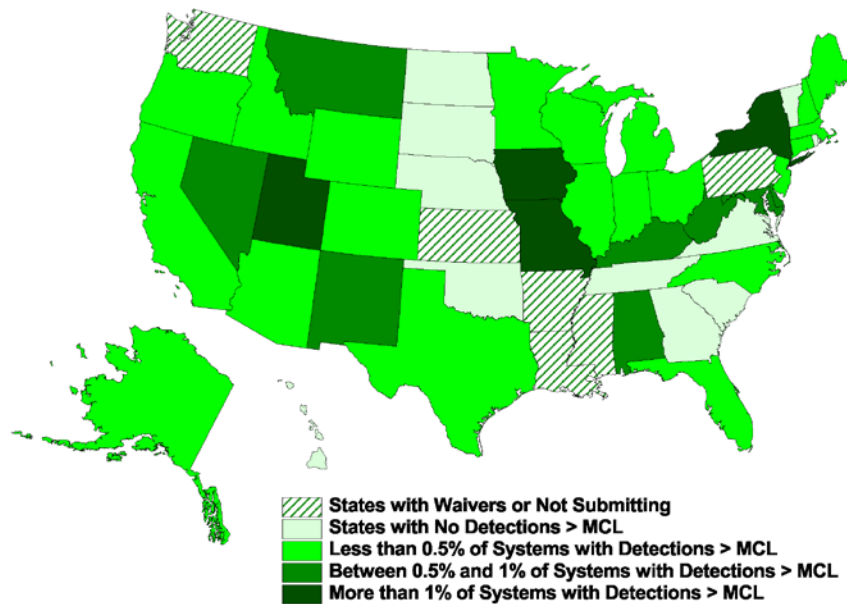 States with Waivers or Not Submitting
States with No Detections > MCL
Less than 0.5% of Systems with Detections > MCL
Between 0.5% and 1% of Systems with Detections > MCL
More than 1% of Systems with Detections > MCL